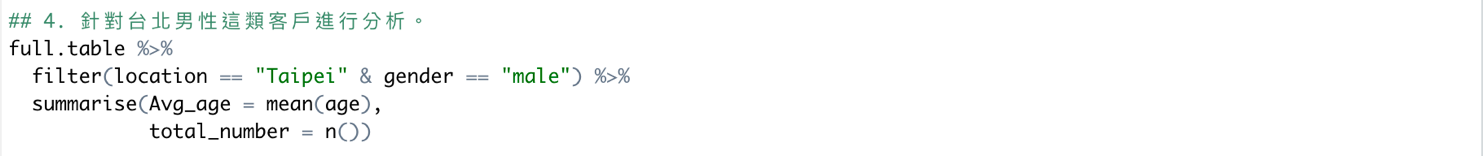 ## 4. 針對台北男性這類客戶進行分析。
full.table %>%
  filter(location == "Taipei" & gender == "male") %>%
  summarise(Avg_age = mean(age),
            total_number = n())